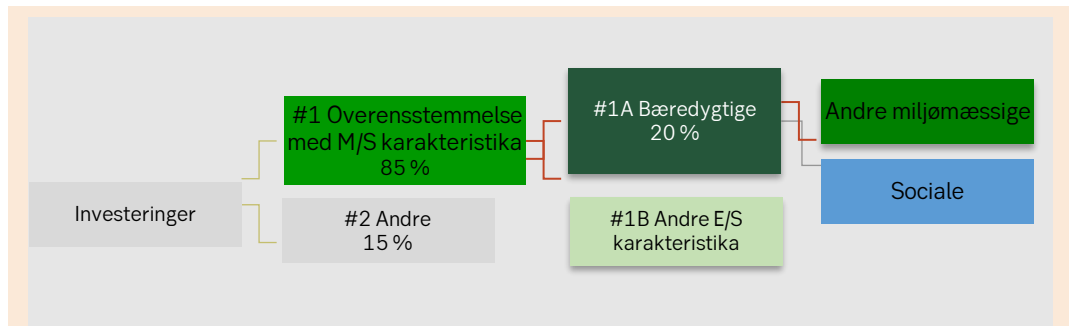 Investeringer
#1 Overensstemmelse
med M/S karakteristika
85 %
#2 Andre
15 %
#1A Bæredygtige
20 %
#1B Andre E/S
karakteristika
Andre miljømæssige
Sociale